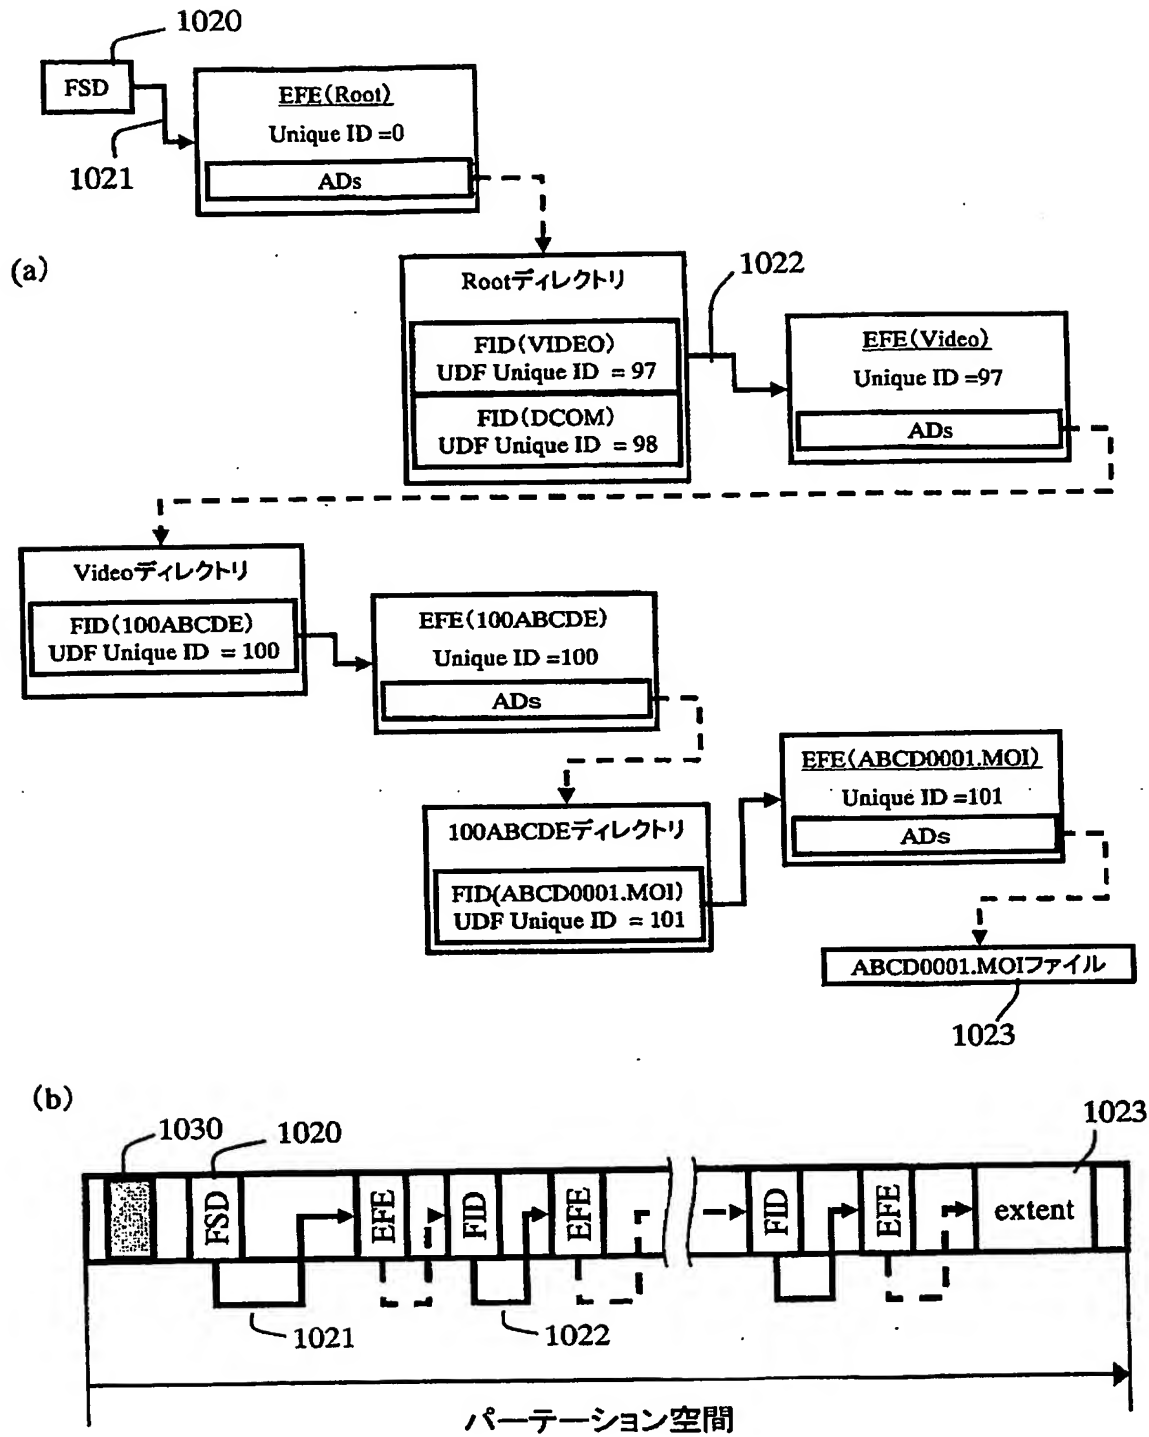 1020
FSD
EFE(Root)
Unique ID =0
ADs
1021
(a)
Rootディレクトリ
FID(VIDEO)
UDF Unique ID = 97
FID(DCOM)
UDF Unique ID = 98
1022
EFE(Video)
Unique ID =97
ADs
Videoディレクトリ
FID(100ABCDE)
UDF Unique ID = 100
EFE(100ABCDE)
Unique ID =100
ADs
100ABCDEディレクトリ
FID(ABCD0001.MOI)
UDF Unique ID = 101
EFE(ABCD0001.MOI)
Unique ID =101
ADs
ABCD0001.MOIファイル
1023
(b)
1030
1020
1023
FSD
EFE
FID
EFE
FID
EFE
extent
1021
1022
パーテーション空間